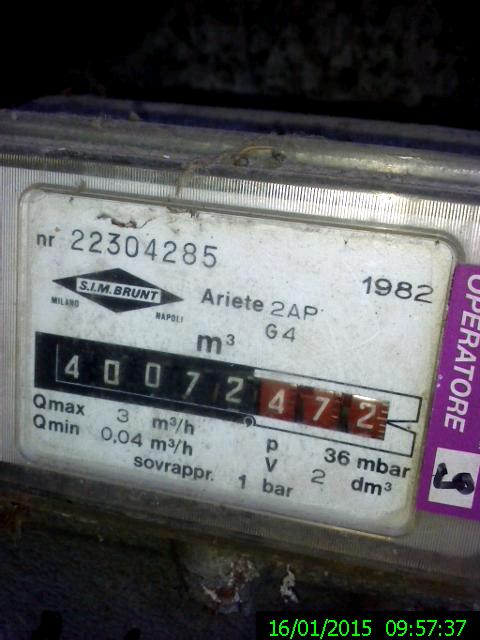 nr 22304285
S.I.M. BRUNT
MILANO NAPOLI
Ariete 2AP
G4
1982
m³
40072472
Qmax 3 m³/h
Qmin 0,04 m³/h
sovrappr. 1 bar
p 36 mbar
V 2 dm³
OPERATORE
9
16/01/2015 09:57:37